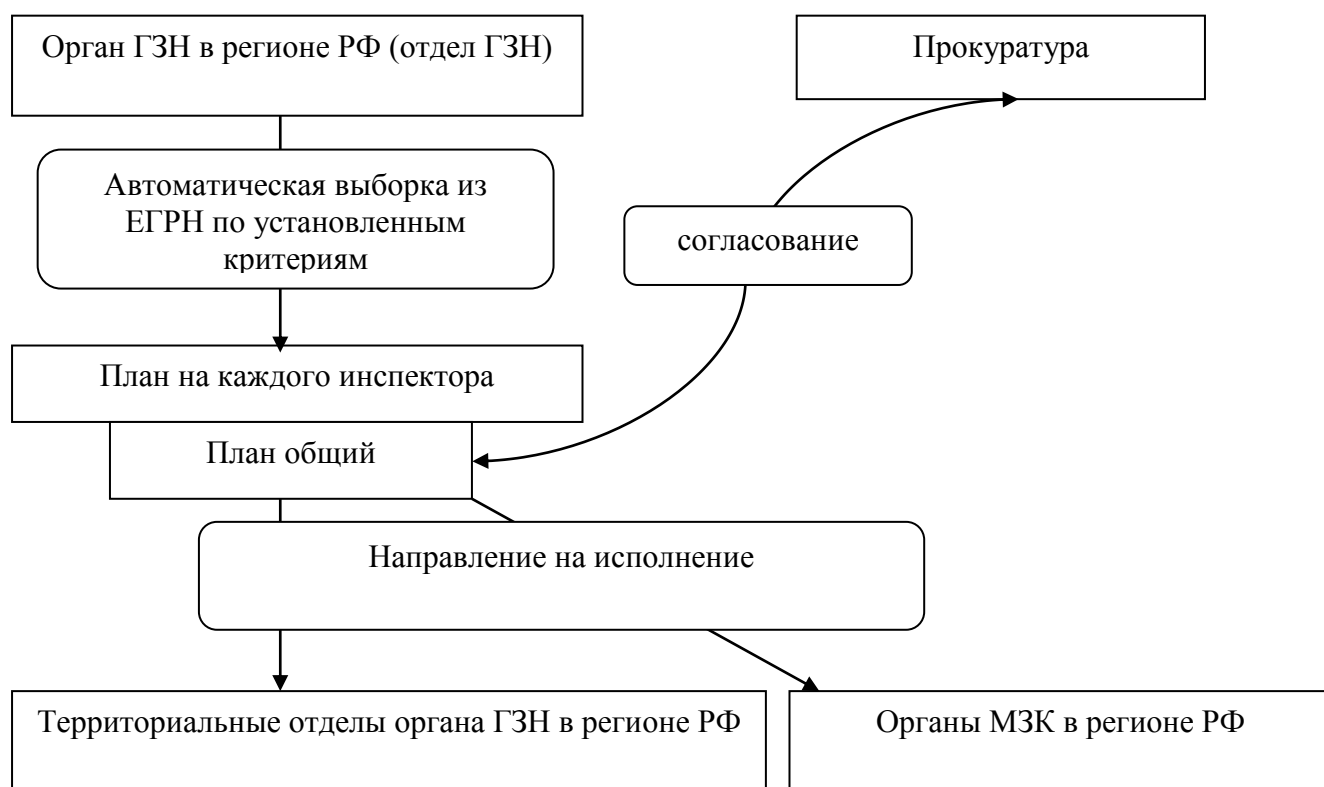 Орган ГЗН в регионе РФ (отдел ГЗН)
Прокуратура
Автоматическая выборка из
ЕГРН по установленным
критериям
согласование
План на каждого инспектора
План общий
Направление на исполнение
Территориальные отделы органа ГЗН в регионе РФ
Органы МЗК в регионе РФ